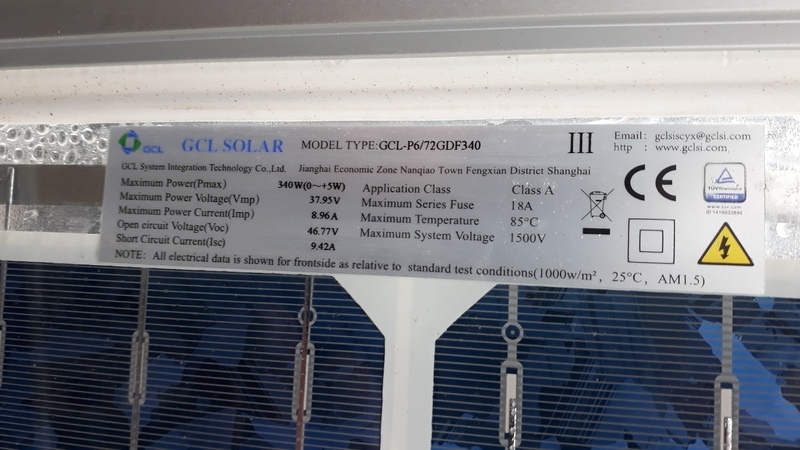 GCL GCL SOLAR MODEL TYPE:GCL-P6/72GDF340 III Email: gclsiscyx@gclsi.com
http : www.gclsi.com
GCL System Integration Technology Co.,Ltd. Jianghai Economic Zone Nanqiao Town Fengxian District Shanghai
Maximum Power(Pmax) 340W(0~+5W) Application Class Class A
Maximum Power Voltage(Vmp) 37.95V Maximum Series Fuse 18A
Maximum Power Current(Imp) 8.96A Maximum Temperature 85°C
Open circuit Voltage(Voc) 46.77V Maximum System Voltage 1500V
Short Circuit Current(Isc) 9.42A
CE
TÜVRheinland
CERTIFIED
www.tuv.com
NOTE: All electrical data is shown for frontside as relative to standard test conditions(1000w/m², 25°C, AM1.5)